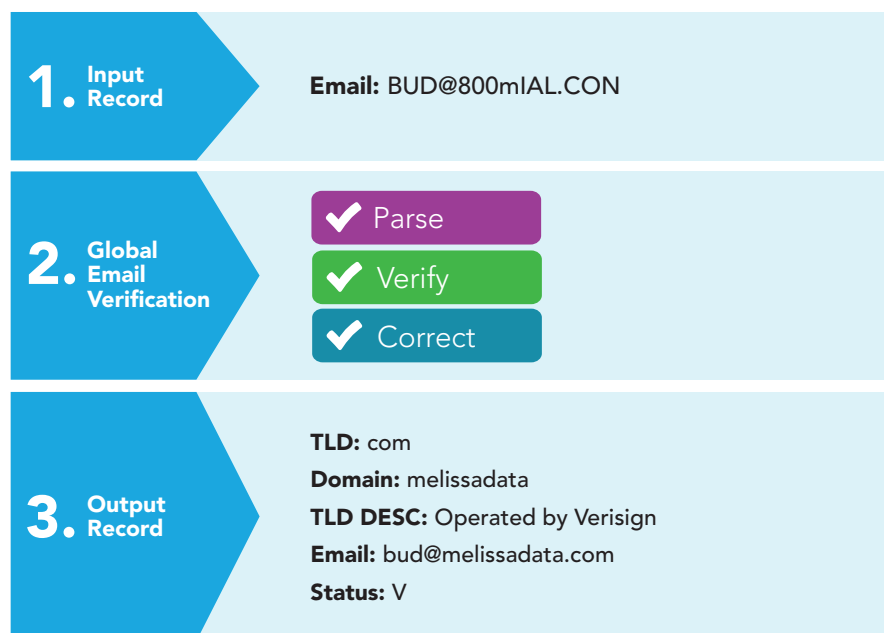 1. Input
Record
Email: BUD@800mIAL.CON
2. Global
Email
Verification
Parse
Verify
Correct
3. Output
Record
TLD: com
Domain: melissadata
TLD DESC: Operated by Verisign
Email: bud@melissadata.com
Status: V